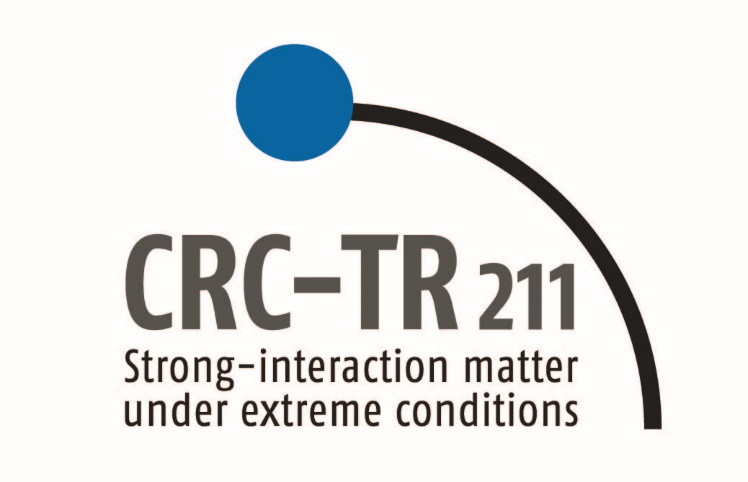 CRC-TR 211
Strong-interaction matter
under extreme conditions